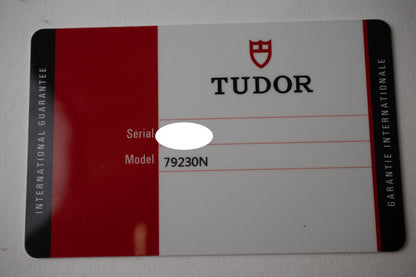 INTERNATIONAL GUARANTEE
TUDOR
Serial
Model 79230N
GARANTIE INTERNATIONALE